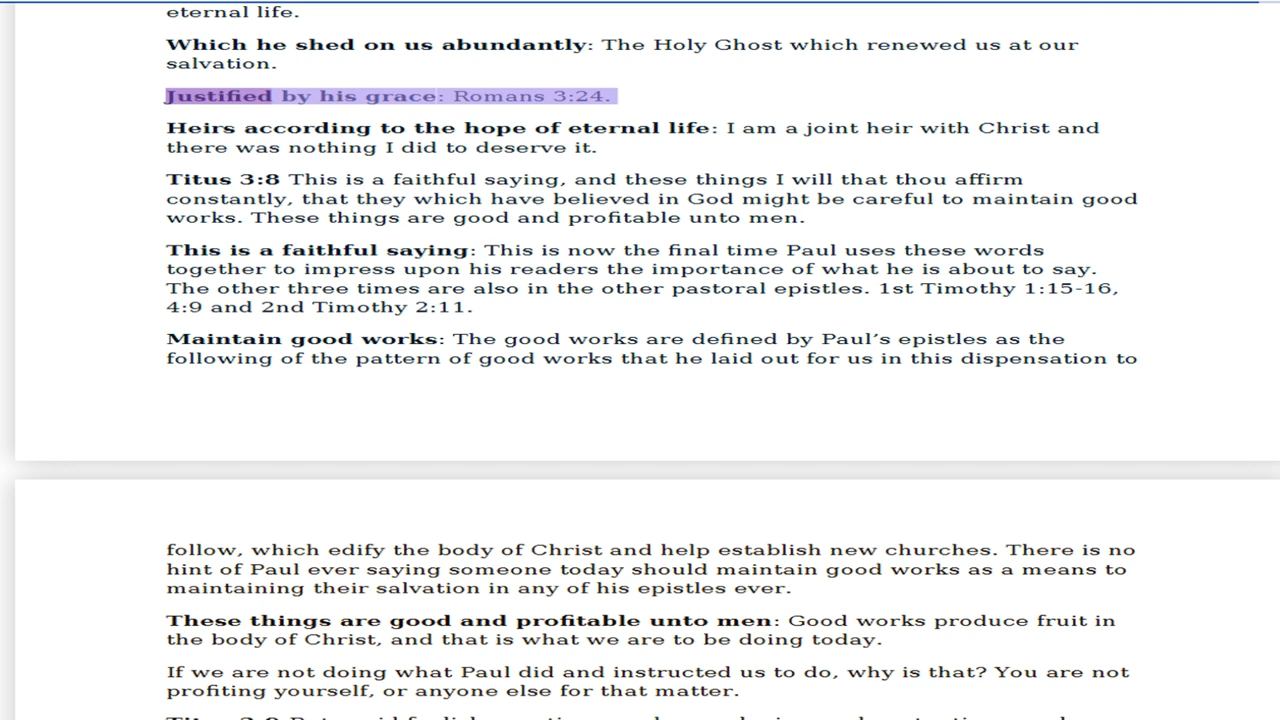 eternal life.
Which he shed on us abundantly: The Holy Ghost which renewed us at our
salvation.
Justified by his grace: Romans 3:24.
Heirs according to the hope of eternal life: I am a joint heir with Christ and
there was nothing I did to deserve it.
Titus 3:8 This is a faithful saying, and these things I will that thou affirm
constantly, that they which have believed in God might be careful to maintain good
works. These things are good and profitable unto men.
This is a faithful saying: This is now the final time Paul uses these words
together to impress upon his readers the importance of what he is about to say.
The other three times are also in the other pastoral epistles. 1st Timothy 1:15-16,
4:9 and 2nd Timothy 2:11.
Maintain good works: The good works are defined by Paul’s epistles as the
following of the pattern of good works that he laid out for us in this dispensation to
follow, which edify the body of Christ and help establish new churches. There is no
hint of Paul ever saying someone today should maintain good works as a means to
maintaining their salvation in any of his epistles ever.
These things are good and profitable unto men: Good works produce fruit in
the body of Christ, and that is what we are to be doing today.
If we are not doing what Paul did and instructed us to do, why is that? You are not
profiting yourself, or anyone else for that matter.